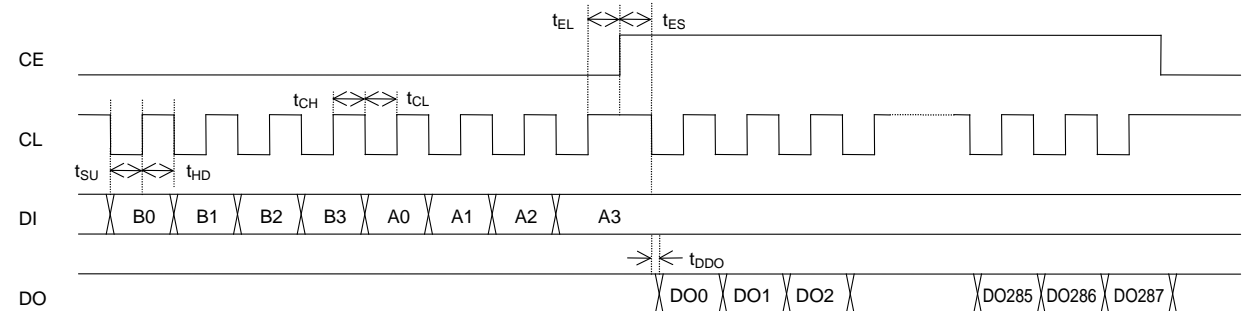 tEL tES
CE
tCH tCL
CL
tSU tHD
DI B0 B1 B2 B3 A0 A1 A2 A3
tDDO
DO DO0 DO1 DO2 DO285 DO286 DO287